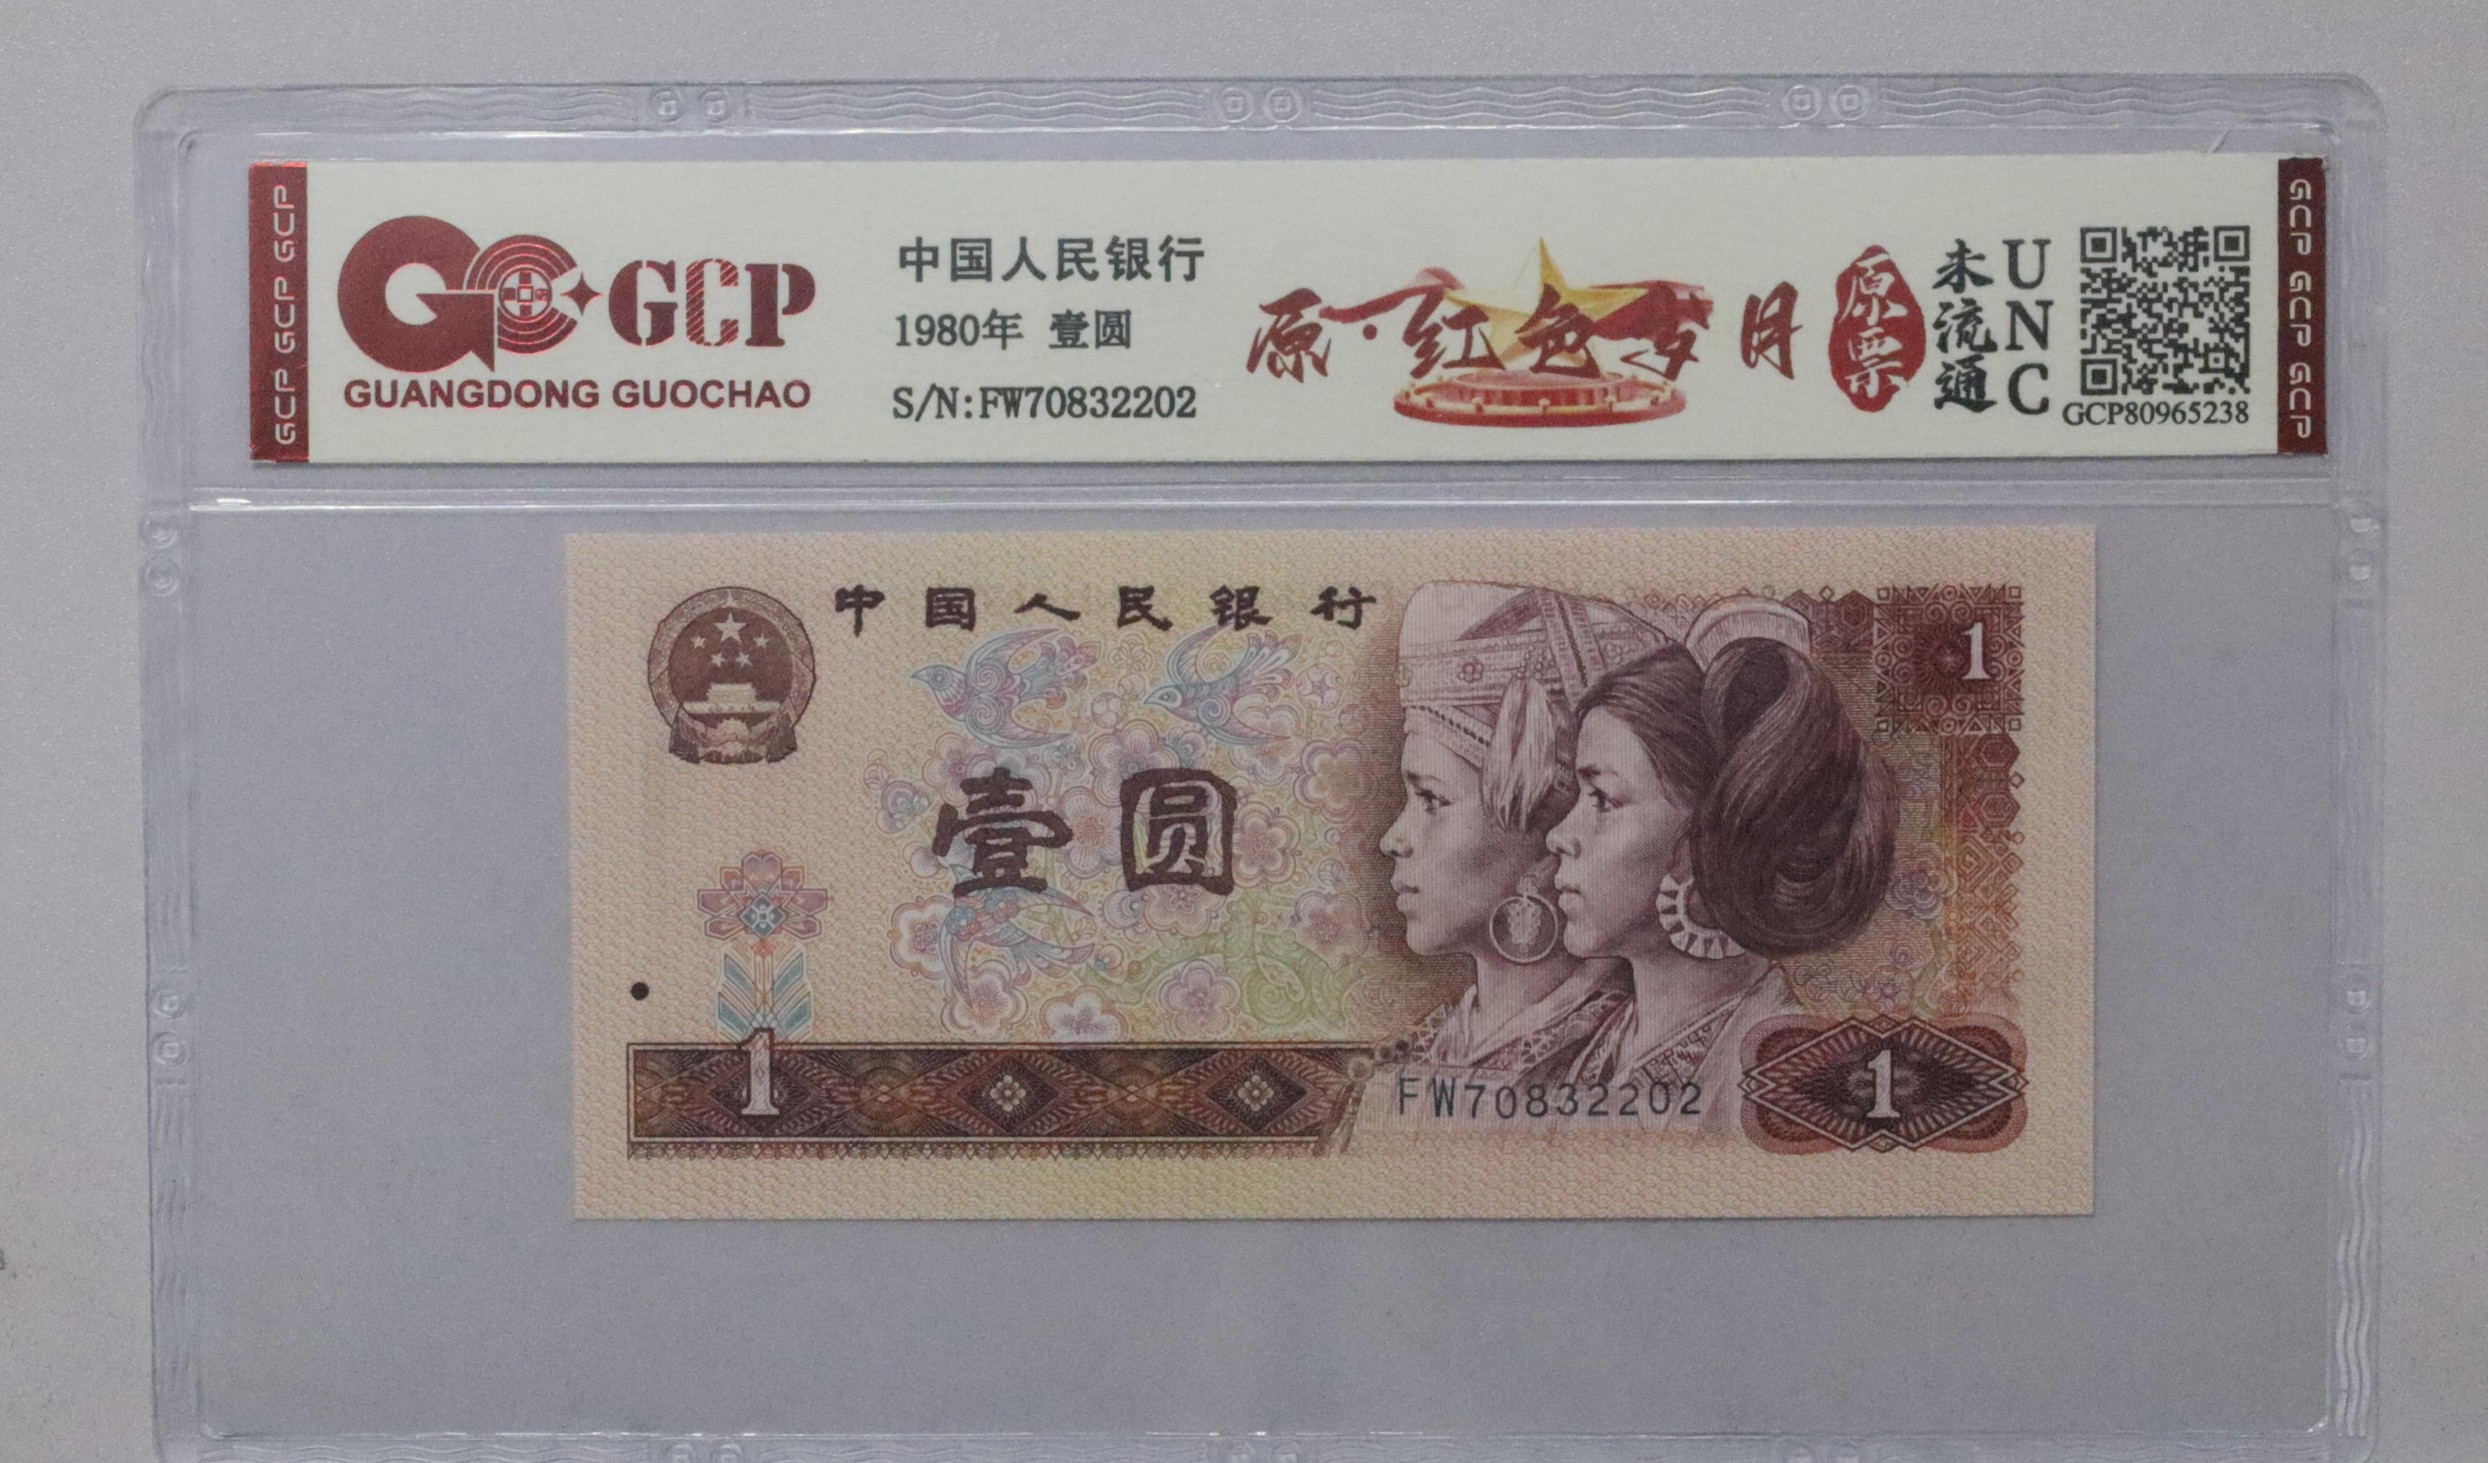 GCP GCP GCP
GCP
GUANGDONG GUOCHAO
中国人民银行
1980年 壹圆
S/N:FW70832202
原·红色岁月
原票
未流通
UNC
GCP80965238
GCP GCP GCP
中国人民银行
1
壹圆
1
FW70832202
1